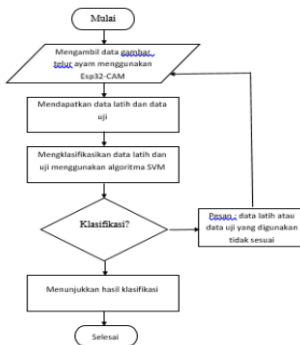 Mulai
Mengambil data gambar
telur ayam menggunakan
Esp32-CAM
Mendapatkan data latih dan data
uji
Mengklasifikasikan data latih dan
uji menggunakan algoritma SVM
Klasifikasi?
Pesan : data latih atau
data uji yang digunakan
tidak sesuai
Menunjukkan hasil klasifikasi
Selesai